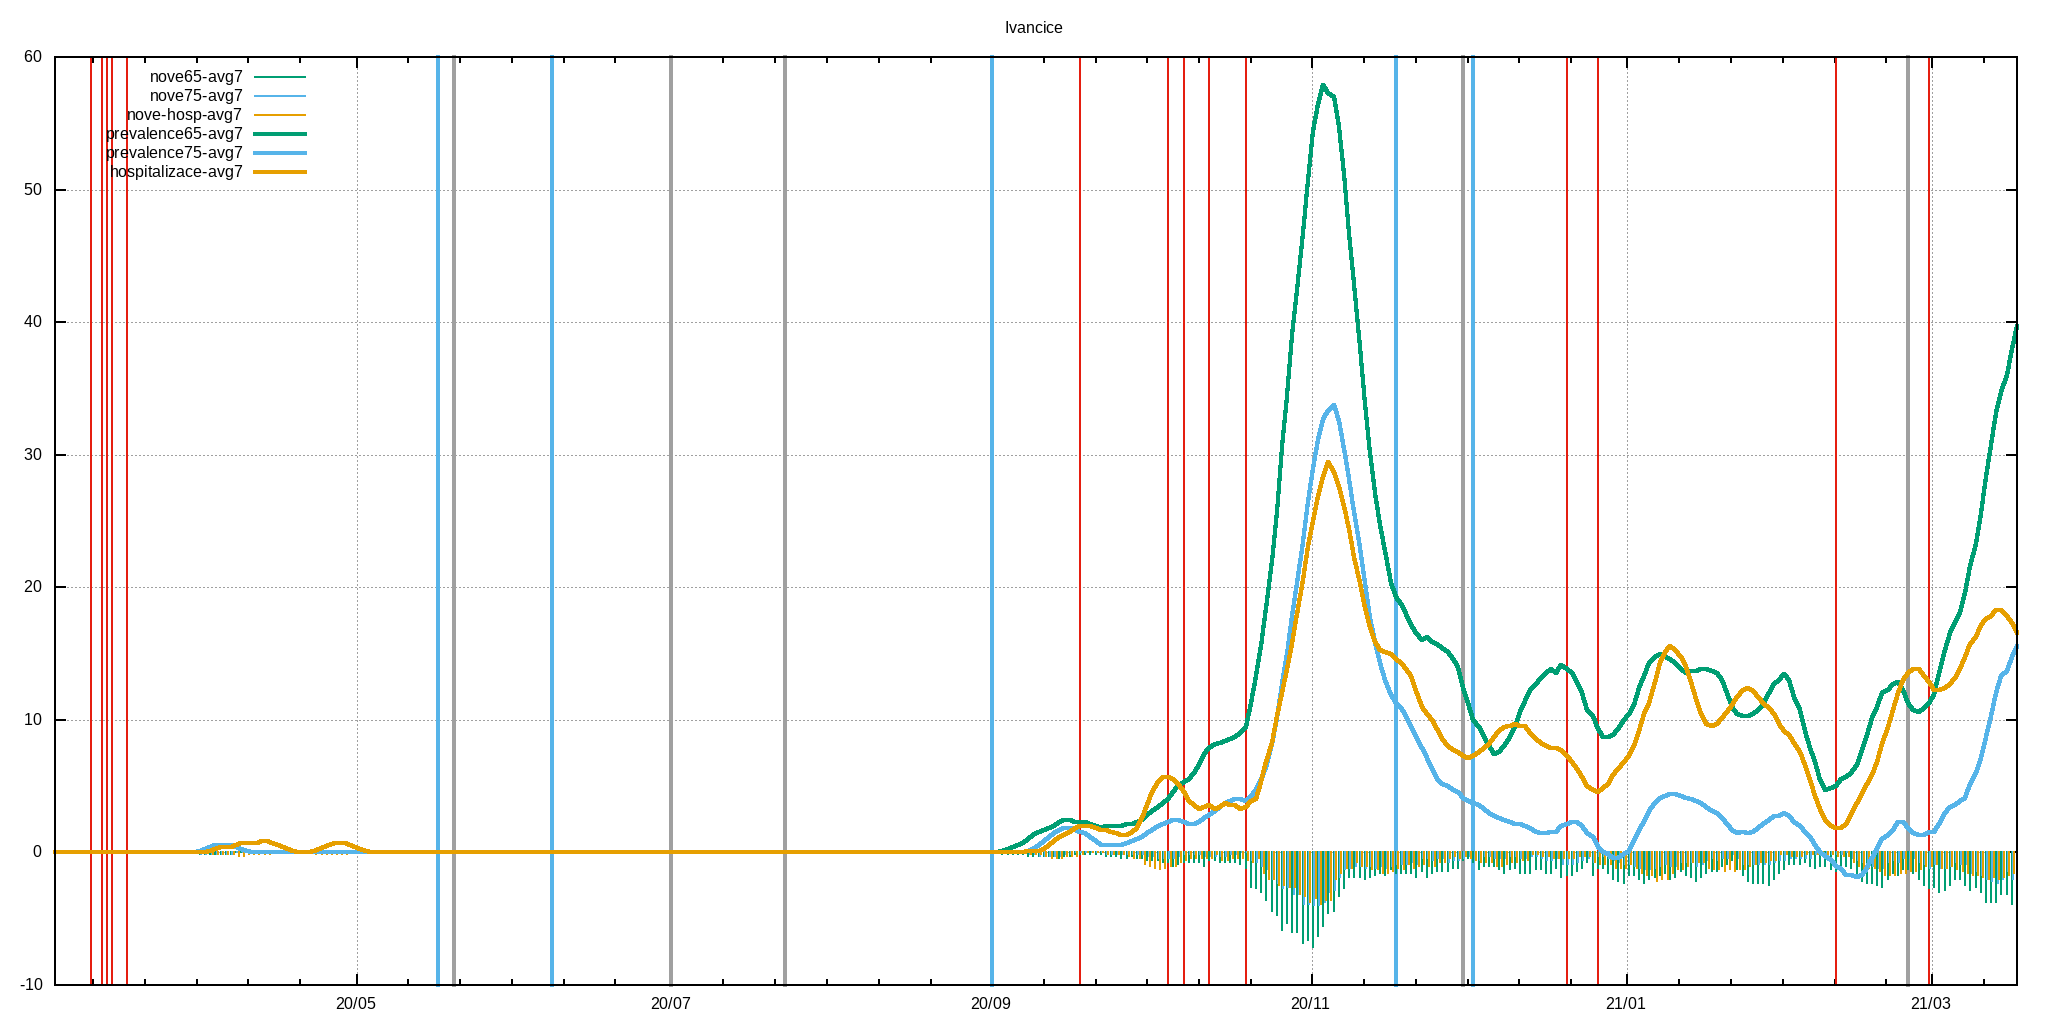 Ivancice
60
nove65-avg7
nove75-avg7
nove-hosp-avg7
prevalence65-avg7
prevalence75-avg7
hospitalizace-avg7
50
40
30
20
10
0
-10
20/05
20/07
20/09
20/11
21/01
21/03